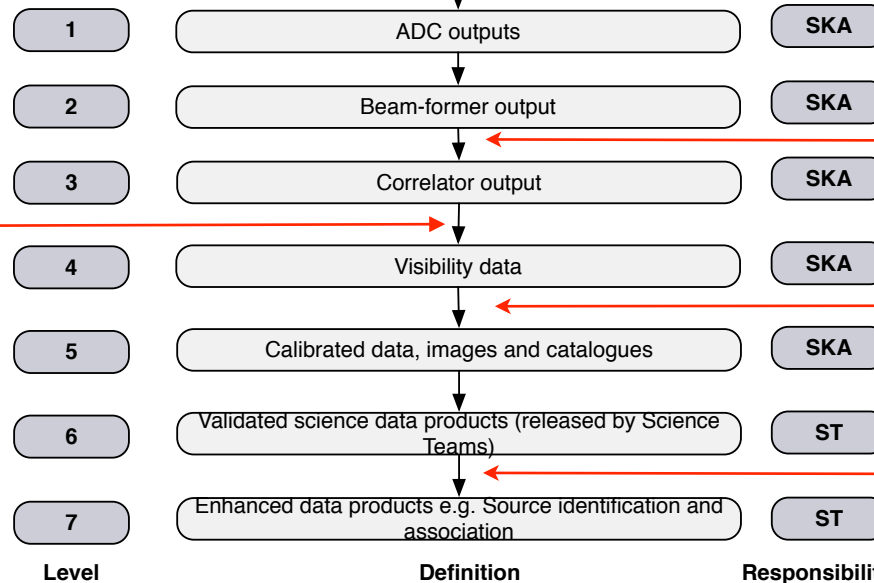 1 ADC outputs SKA
2 Beam-former output SKA
3 Correlator output SKA
4 Visibility data SKA
5 Calibrated data, images and catalogues SKA
6 Validated science data products (released by Science Teams) ST
7 Enhanced data products e.g. Source identification and association ST
Level Definition Responsibilit